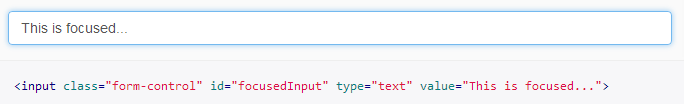 This is focused...
<input class="form-control" id="focusedInput" type="text" value="This is focused...">